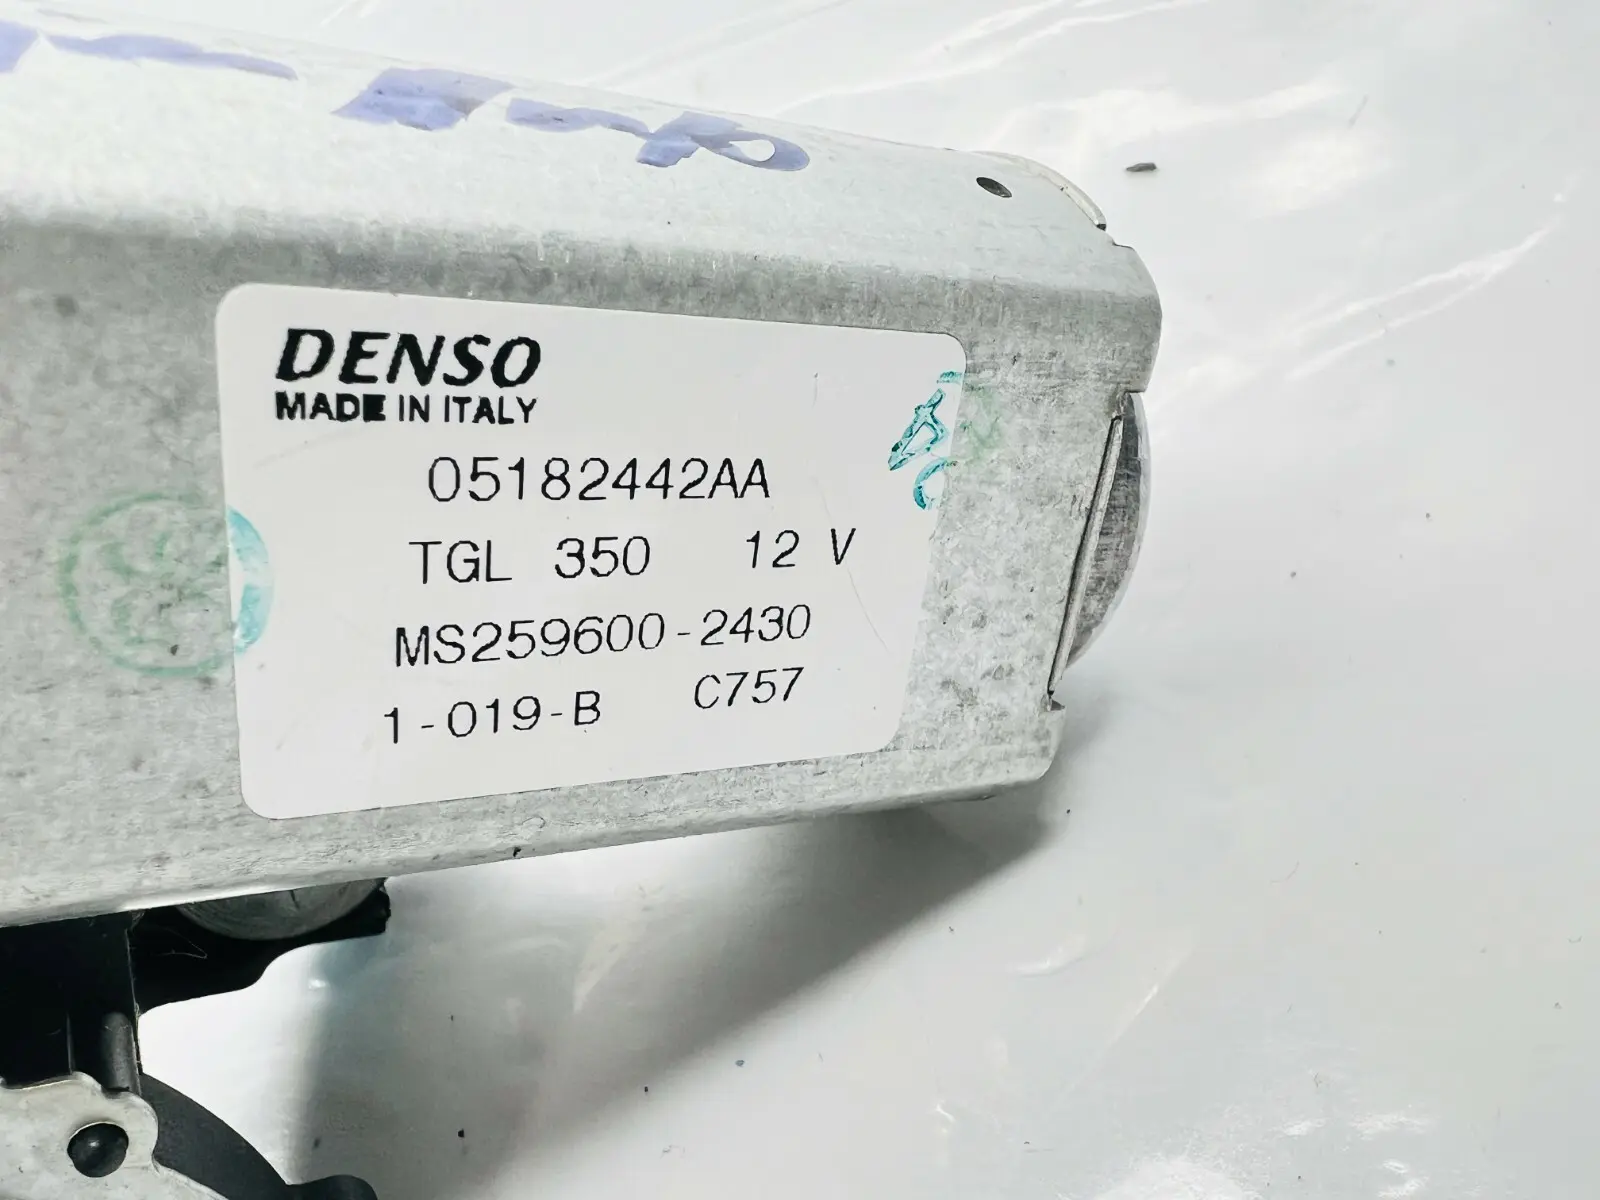 DENSO
MADE IN ITALY
05182442AA
TGL 350 12 V
MS259600-2430
1-019-B C757